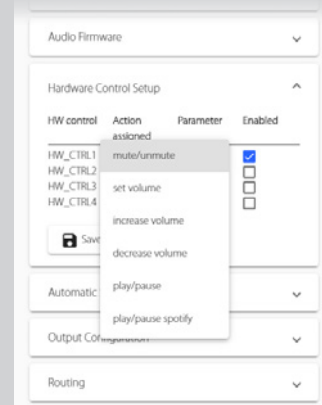 Audio Firmware
Hardware Control Setup
HW control Action assigned Parameter Enabled
HW_CTRL1
HW_CTRL2
HW_CTRL3
HW_CTRL4
mute/unmute
set volume
increase volume
decrease volume
play/pause
play/pause spotify
Save
Automatic
Output Configuration
Routing